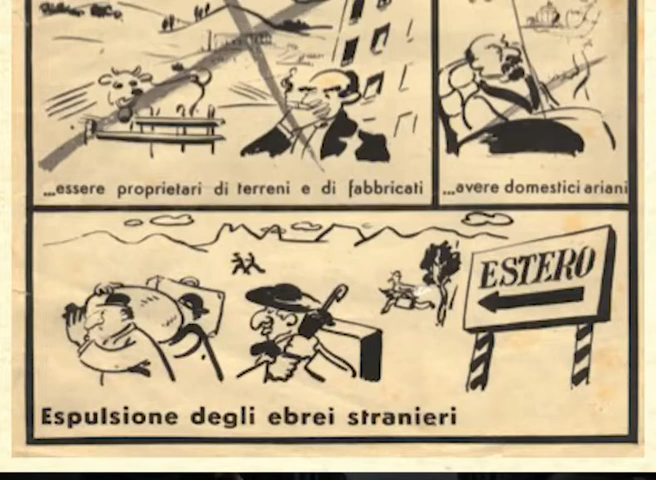 ...essere proprietari di terreni e di fabbricati
...avere domestici ariani
ESTERO
Espulsione degli ebrei stranieri